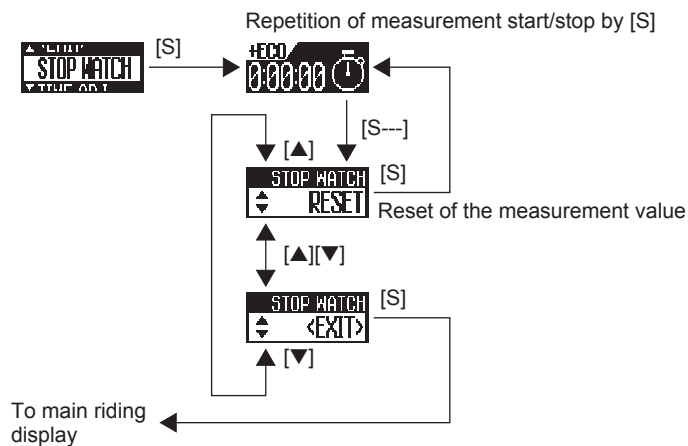 Repetition of measurement start/stop by [S]
STOP WATCH
[S]
+ECO
0:00:00
[S---]
[▲]
STOP WATCH
[S]
RESET
Reset of the measurement value
[▲][▼]
STOP WATCH
[S]
<EXIT>
[▼]
To main riding
display